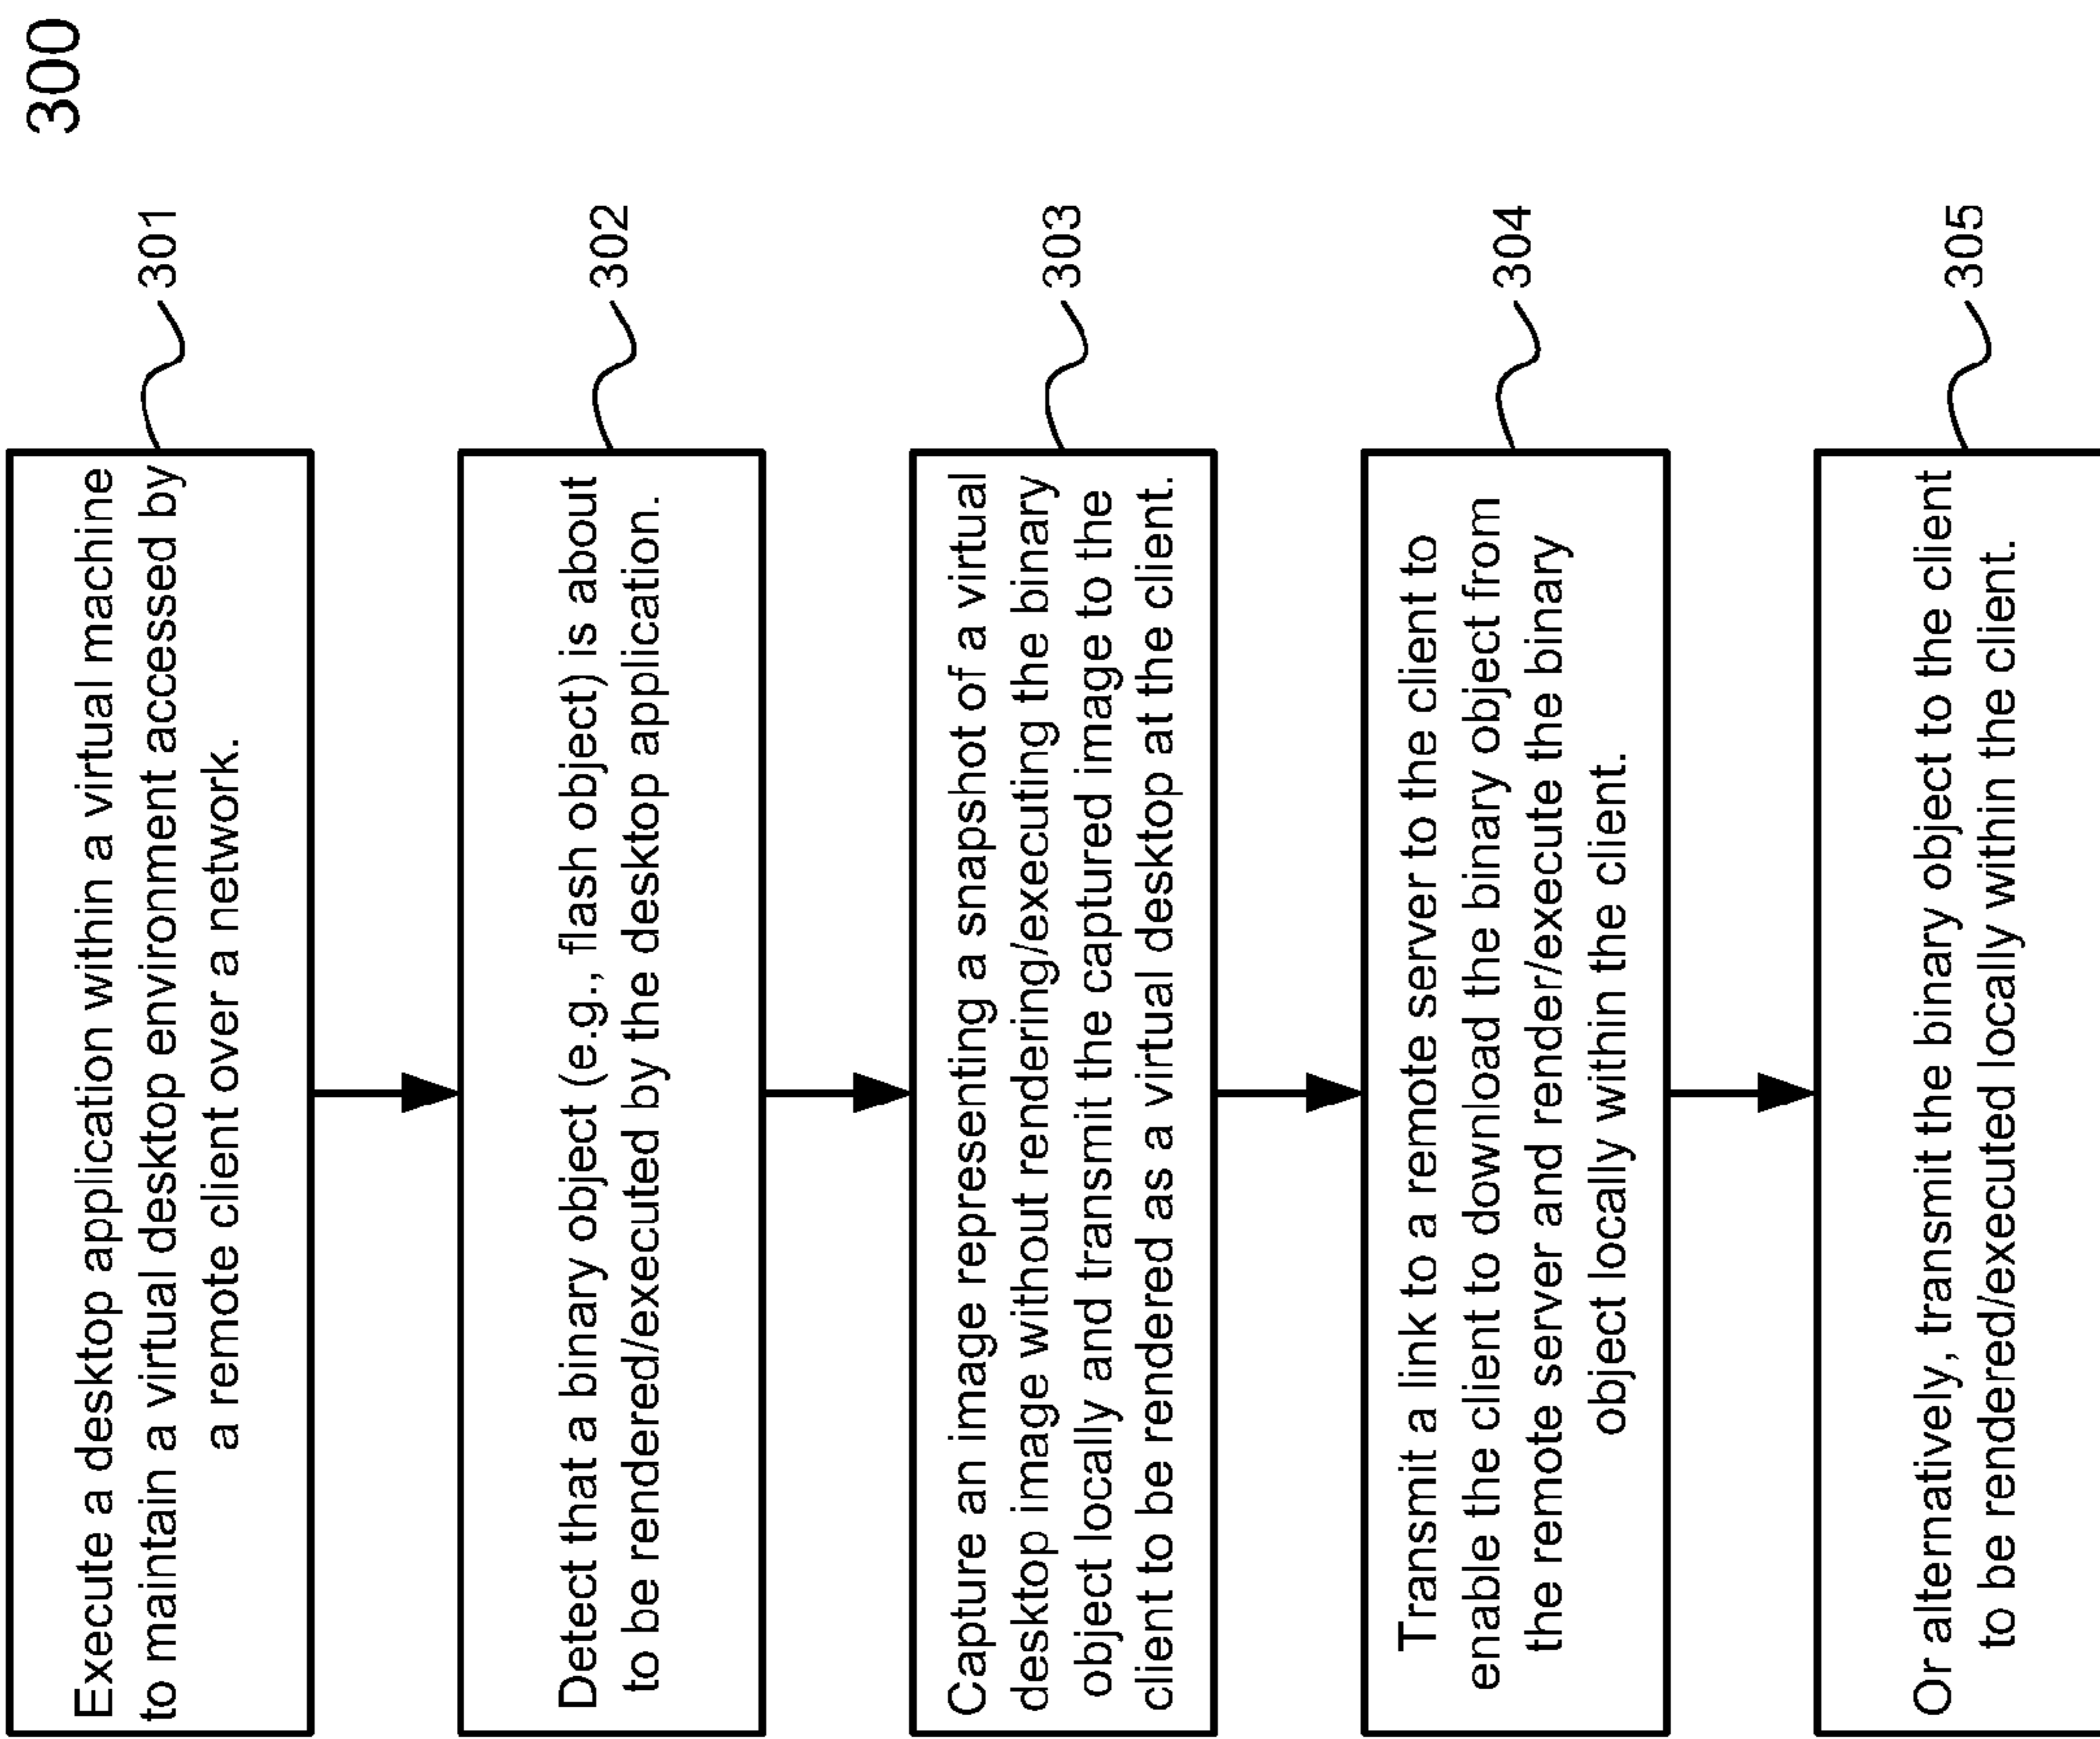 300
Execute a desktop application within a virtual machine
to maintain a virtual desktop environment accessed by
a remote client over a network.
301
Detect that a binary object (e.g., flash object) is about
to be rendered/executed by the desktop application.
302
Capture an image representing a snapshot of a virtual
desktop image without rendering/executing the binary
object locally and transmit the captured image to the
client to be rendered as a virtual desktop at the client.
303
Transmit a link to a remote server to the client to
enable the client to download the binary object from
the remote server and render/execute the binary
object locally within the client.
304
Or alternatively, transmit the binary object to the client
to be rendered/executed locally within the client.
305